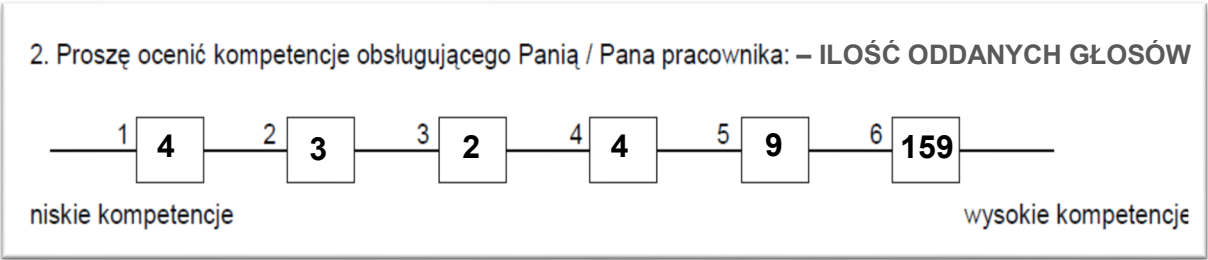 2. Proszę ocenić kompetencje obsługującego Panią / Pana pracownika: – ILOŚĆ ODDANYCH GŁOSÓW
1 4 2 3 3 2 4 4 5 9 6 159
niskie kompetencje wysokie kompetencje